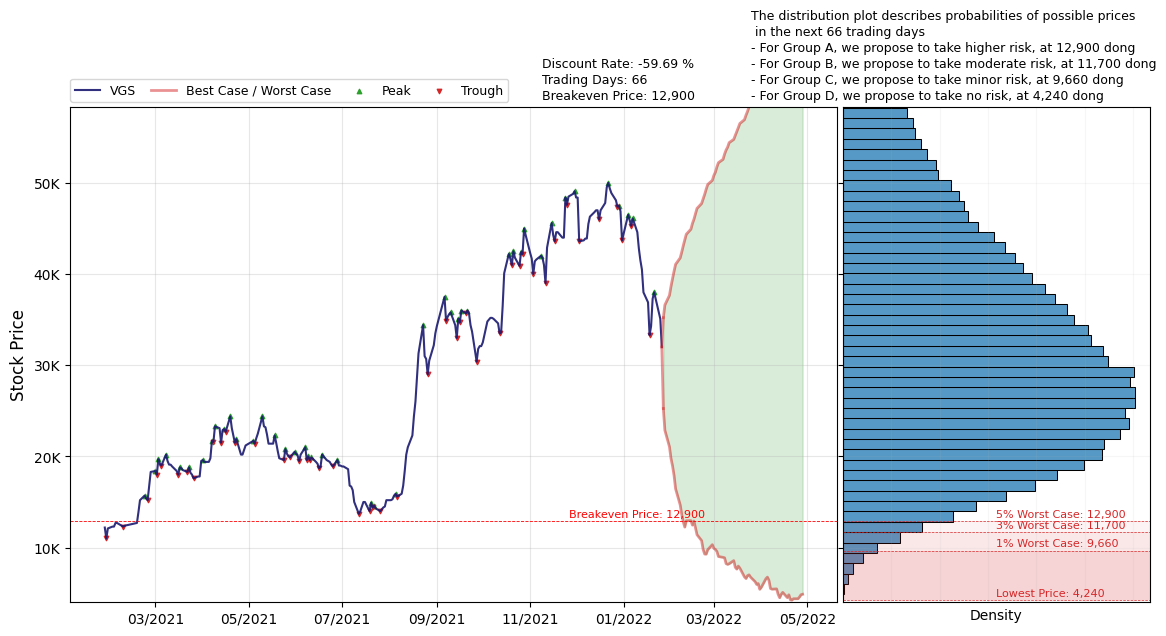 The distribution plot describes probabilities of possible prices
in the next 66 trading days
- For Group A, we propose to take higher risk, at 12,900 dong
- For Group B, we propose to take moderate risk, at 11,700 dong
- For Group C, we propose to take minor risk, at 9,660 dong
- For Group D, we propose to take no risk, at 4,240 dong
Discount Rate: -59.69 %
Trading Days: 66
Breakeven Price: 12,900
VGS Best Case / Worst Case Peak Trough
Stock Price
50K
40K
30K
20K
10K
Breakeven Price: 12,900
5% Worst Case: 12,900
3% Worst Case: 11,700
1% Worst Case: 9,660
Lowest Price: 4,240
03/2021 05/2021 07/2021 09/2021 11/2021 01/2022 03/2022 05/2022
Density